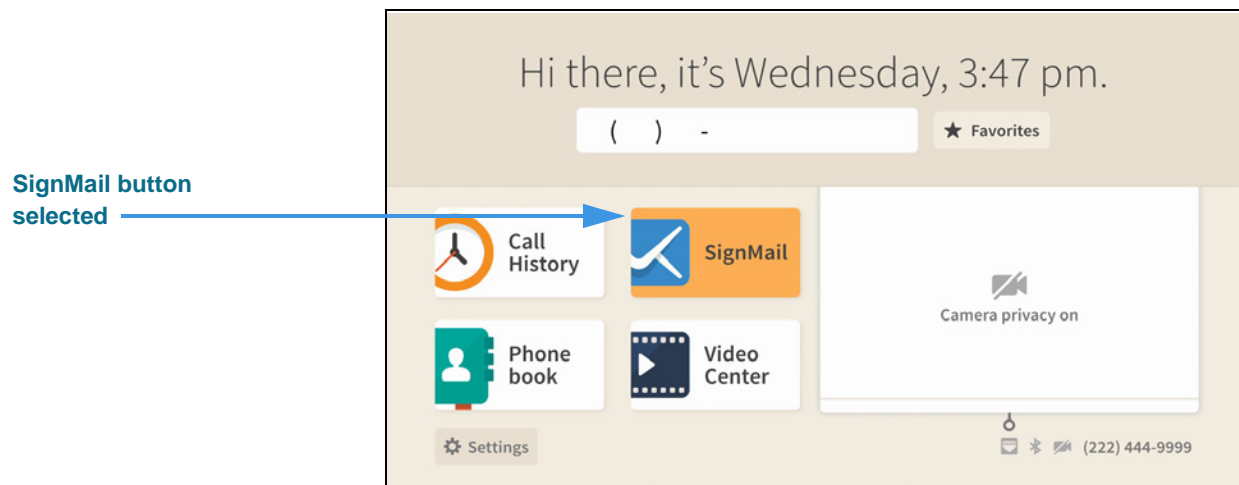 Hi there, it's Wednesday, 3:47 pm.
( ) -
★ Favorites
SignMail button
selected
Call
History
SignMail
Camera privacy on
Phone
book
Video
Center
Settings
(222) 444-9999